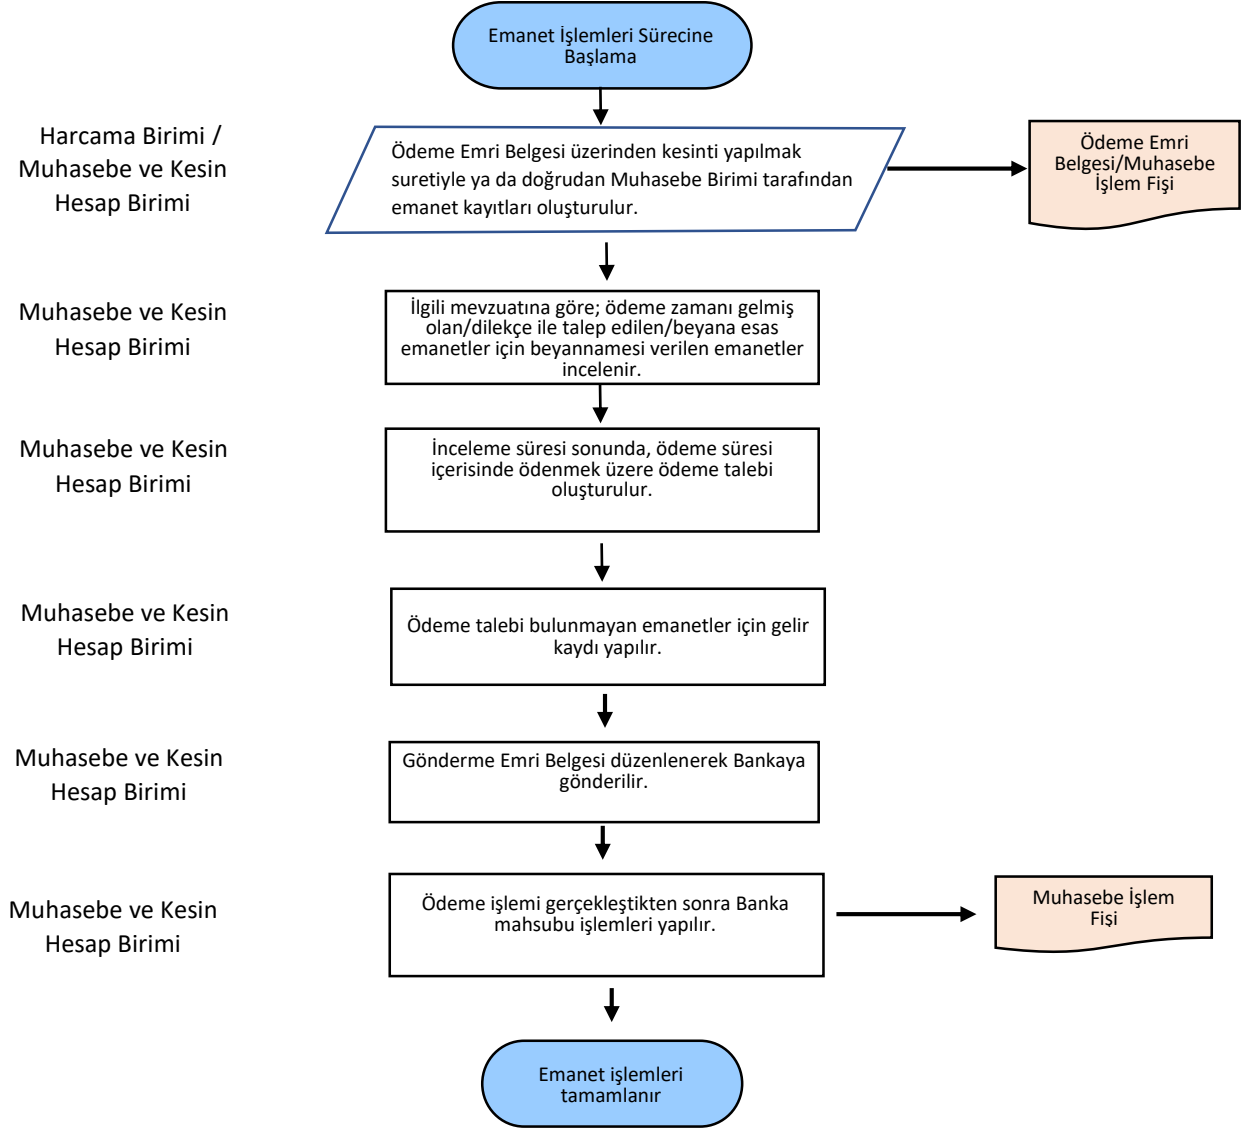 Emanet İşlemleri Sürecine
Başlama
Harcama Birimi /
Muhasebe ve Kesin
Hesap Birimi
Ödeme Emri Belgesi üzerinden kesinti yapılmak
suretiyle ya da doğrudan Muhasebe Birimi tarafından
emanet kayıtları oluşturulur.
Ödeme Emri
Belgesi/Muhasebe
İşlem Fişi
Muhasebe ve Kesin
Hesap Birimi
İlgili mevzuatına göre; ödeme zamanı gelmiş
olan/dilekçe ile talep edilen/beyana esas
emanetler için beyannamesi verilen emanetler
incelenir.
Muhasebe ve Kesin
Hesap Birimi
İnceleme süresi sonunda, ödeme süresi
içerisinde ödenmek üzere ödeme talebi
oluşturulur.
Muhasebe ve Kesin
Hesap Birimi
Ödeme talebi bulunmayan emanetler için gelir
kaydı yapılır.
Muhasebe ve Kesin
Hesap Birimi
Gönderme Emri Belgesi düzenlenerek Bankaya
gönderilir.
Muhasebe ve Kesin
Hesap Birimi
Ödeme işlemi gerçekleştikten sonra Banka
mahsubu işlemleri yapılır.
Muhasebe İşlem
Fişi
Emanet işlemleri
tamamlanır